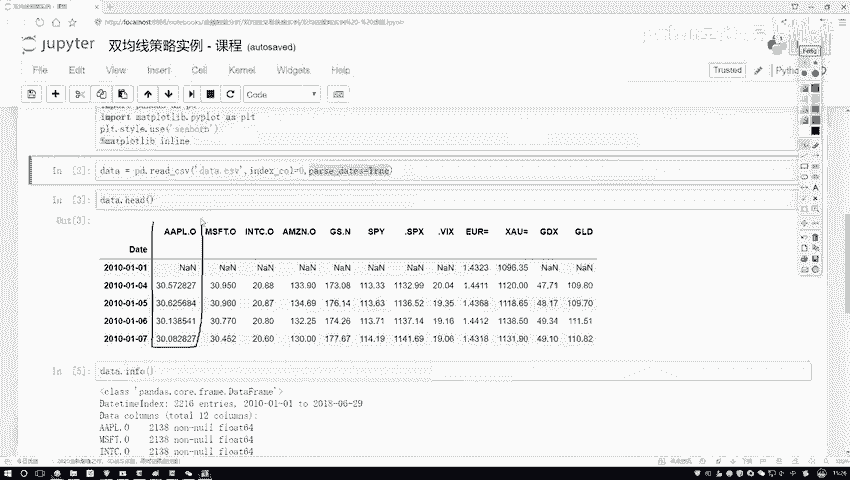 双均线策略实例 - 课程
jupyter 双均线策略实例 - 课程 (autosaved)
File Edit View Insert Cell Kernel Widgets Help
Trusted
Code
import matplotlib.pyplot as plt
plt.style.use('seaborn')
%matplotlib inline
In [2]: data = pd.read_csv('data.csv',index_col=0,parse_dates=True)
In [3]: data.head()
Out[3]:
AAPL.O MSFT.O INTC.O AMZN.O GS.N SPY .SPX .VIX EUR= XAU= GDX GLD
Date
2010-01-01 NaN NaN NaN NaN NaN NaN NaN NaN 1.4323 1096.35 NaN NaN
2010-01-04 30.572827 30.950 20.88 133.90 173.08 113.33 1132.99 20.04 1.4411 1120.00 47.71 109.80
2010-01-05 30.625684 30.960 20.87 134.69 176.14 113.63 1136.52 19.35 1.4368 1118.65 48.17 109.70
2010-01-06 30.138541 30.770 20.80 132.25 174.26 113.71 1137.14 19.16 1.4412 1138.50 49.34 111.51
2010-01-07 30.082827 30.452 20.60 130.00 177.67 114.19 1141.69 19.06 1.4318 1131.90 49.10 110.82
In [5]: data.info()
<class 'pandas.core.frame.DataFrame'>
DatetimeIndex: 2216 entries, 2010-01-01 to 2018-06-29
Data columns (total 12 columns):
AAPL.O 2138 non-null float64
MSFT.O 2138 non-null float64
INTC.O 2138 non-null float64
15:26